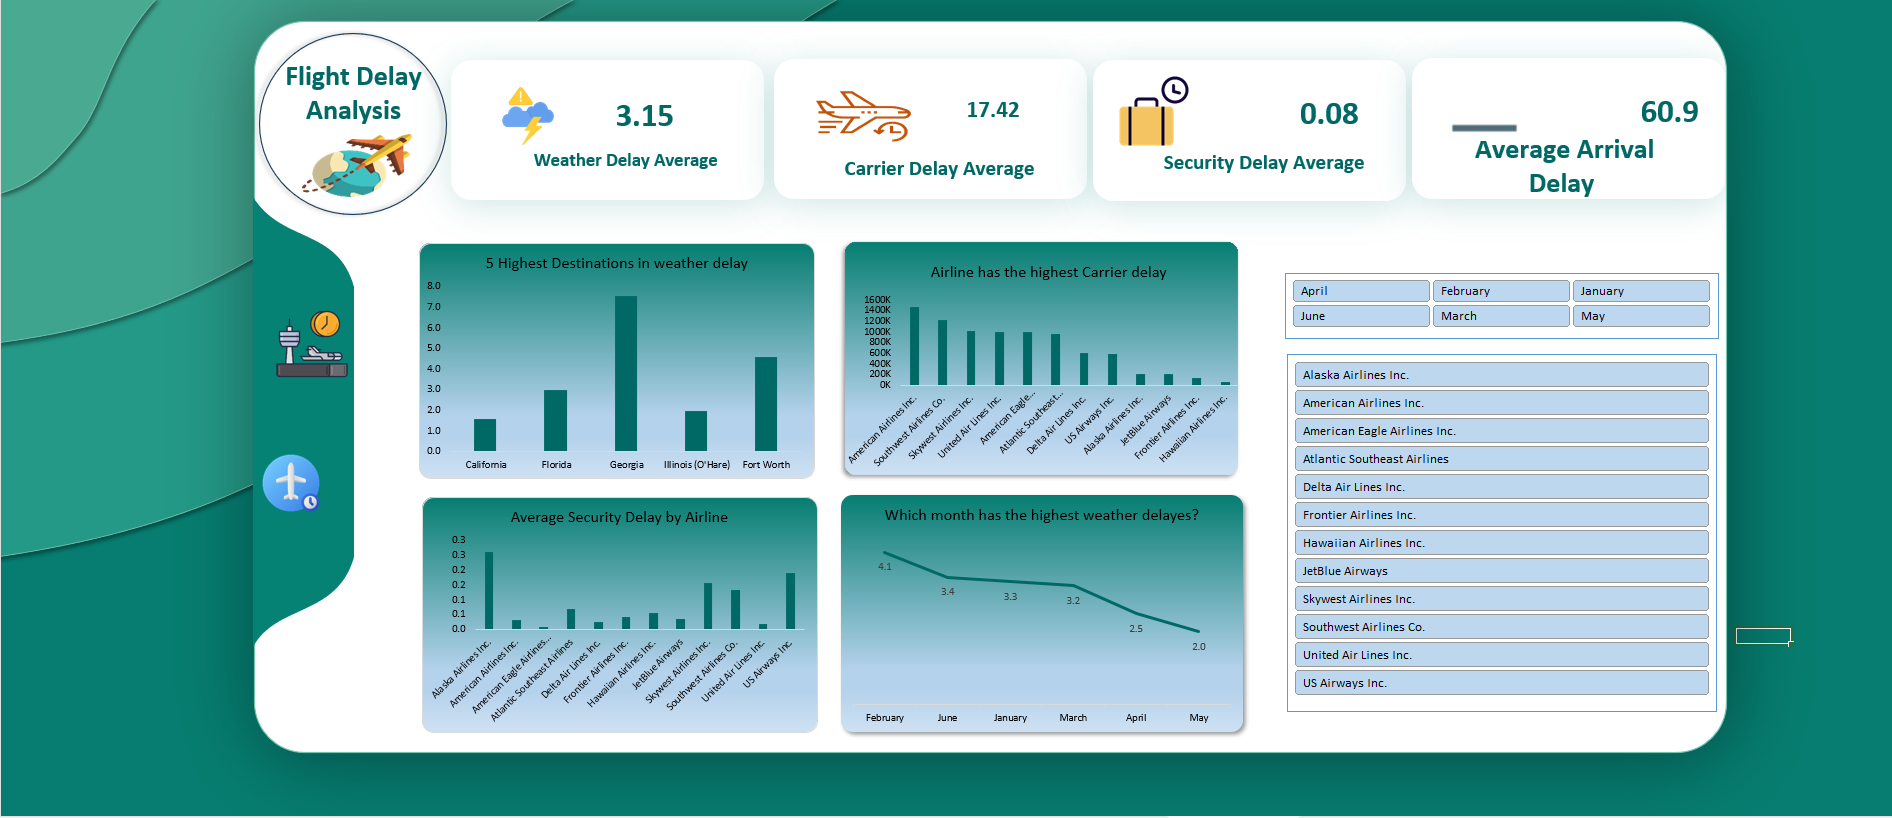 Flight Delay
Analysis
3.15
Weather Delay Average
17.42
Carrier Delay Average
0.08
Security Delay Average
60.9
Average Arrival
Delay
5 Highest Destinations in weather delay
8.0
7.0
6.0
5.0
4.0
3.0
2.0
1.0
0.0
California
Florida
Georgia
Illinois (O'Hare)
Fort Worth
Airline has the highest Carrier delay
1600K
1400K
1200K
1000K
800K
600K
400K
200K
0K
American Airlines Inc.
Southwest Airlines Co.
Skywest Airlines Inc.
United Air Lines Inc.
American Eagle...
Atlantic Southeast...
Delta Air Lines Inc.
US Airways Inc.
Alaska Airlines Inc.
JetBlue Airways
Frontier Airlines Inc.
Hawaiian Airlines Inc.
April
February
January
June
March
May
Alaska Airlines Inc.
American Airlines Inc.
American Eagle Airlines Inc.
Atlantic Southeast Airlines
Delta Air Lines Inc.
Frontier Airlines Inc.
Hawaiian Airlines Inc.
JetBlue Airways
Skywest Airlines Inc.
Southwest Airlines Co.
United Air Lines Inc.
US Airways Inc.
Average Security Delay by Airline
0.3
0.3
0.2
0.2
0.1
0.1
0.0
Alaska Airlines Inc.
American Airlines Inc.
American Eagle Airlines...
Atlantic Southeast Airlines
Delta Air Lines Inc.
Frontier Airlines Inc.
Hawaiian Airlines Inc.
JetBlue Airways
Skywest Airlines Inc.
Southwest Airlines Co.
United Air Lines Inc.
US Airways Inc.
Which month has the highest weather delayes?
4.1
3.4
3.3
3.2
2.5
2.0
February
June
January
March
April
May